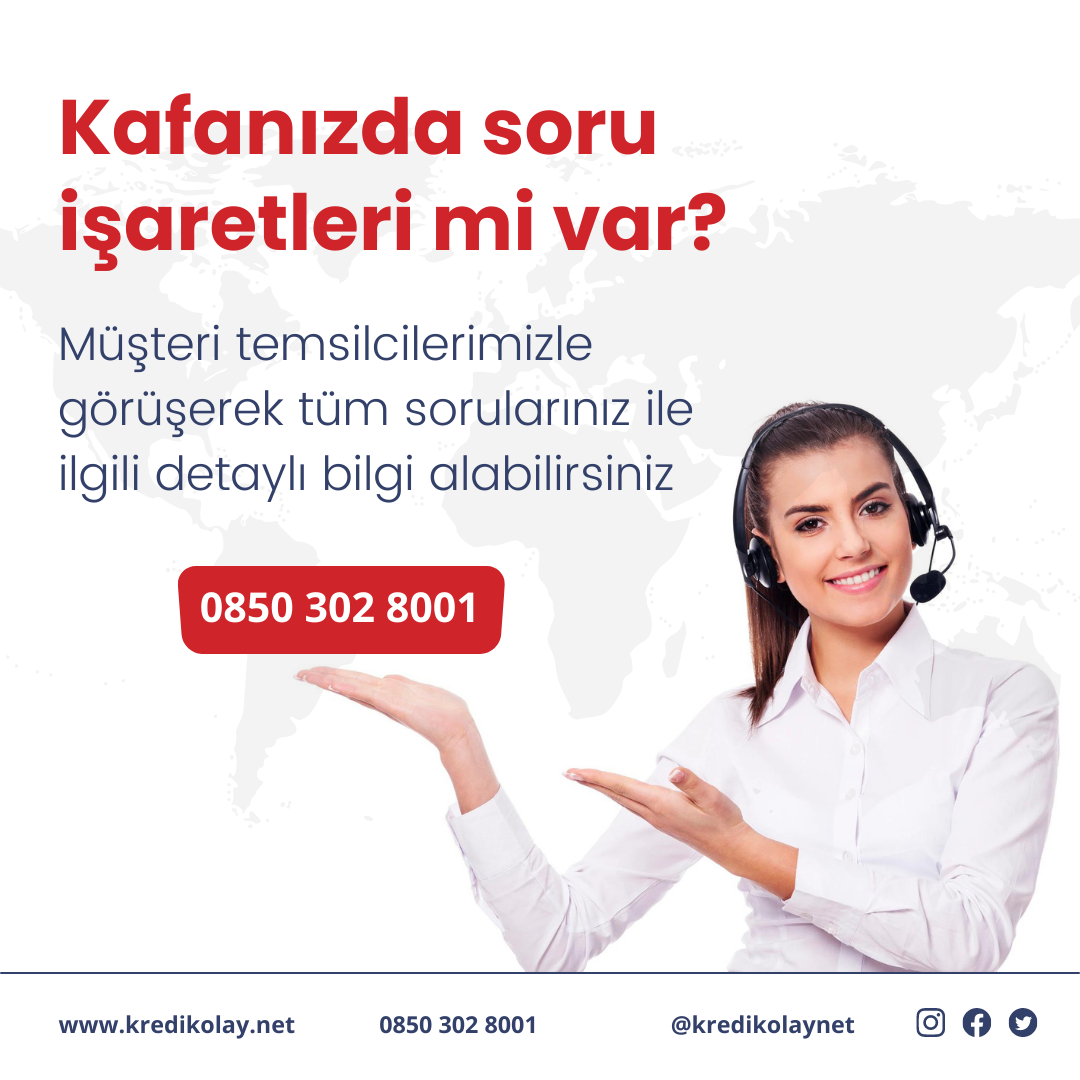 Kafanızda soru
işaretleri mi var?
Müşteri temsilcilerimizle
görüşerek tüm sorularınız ile
ilgili detaylı bilgi alabilirsiniz
0850 302 8001
www.kredikolay.net 0850 302 8001 @kredikolaynet